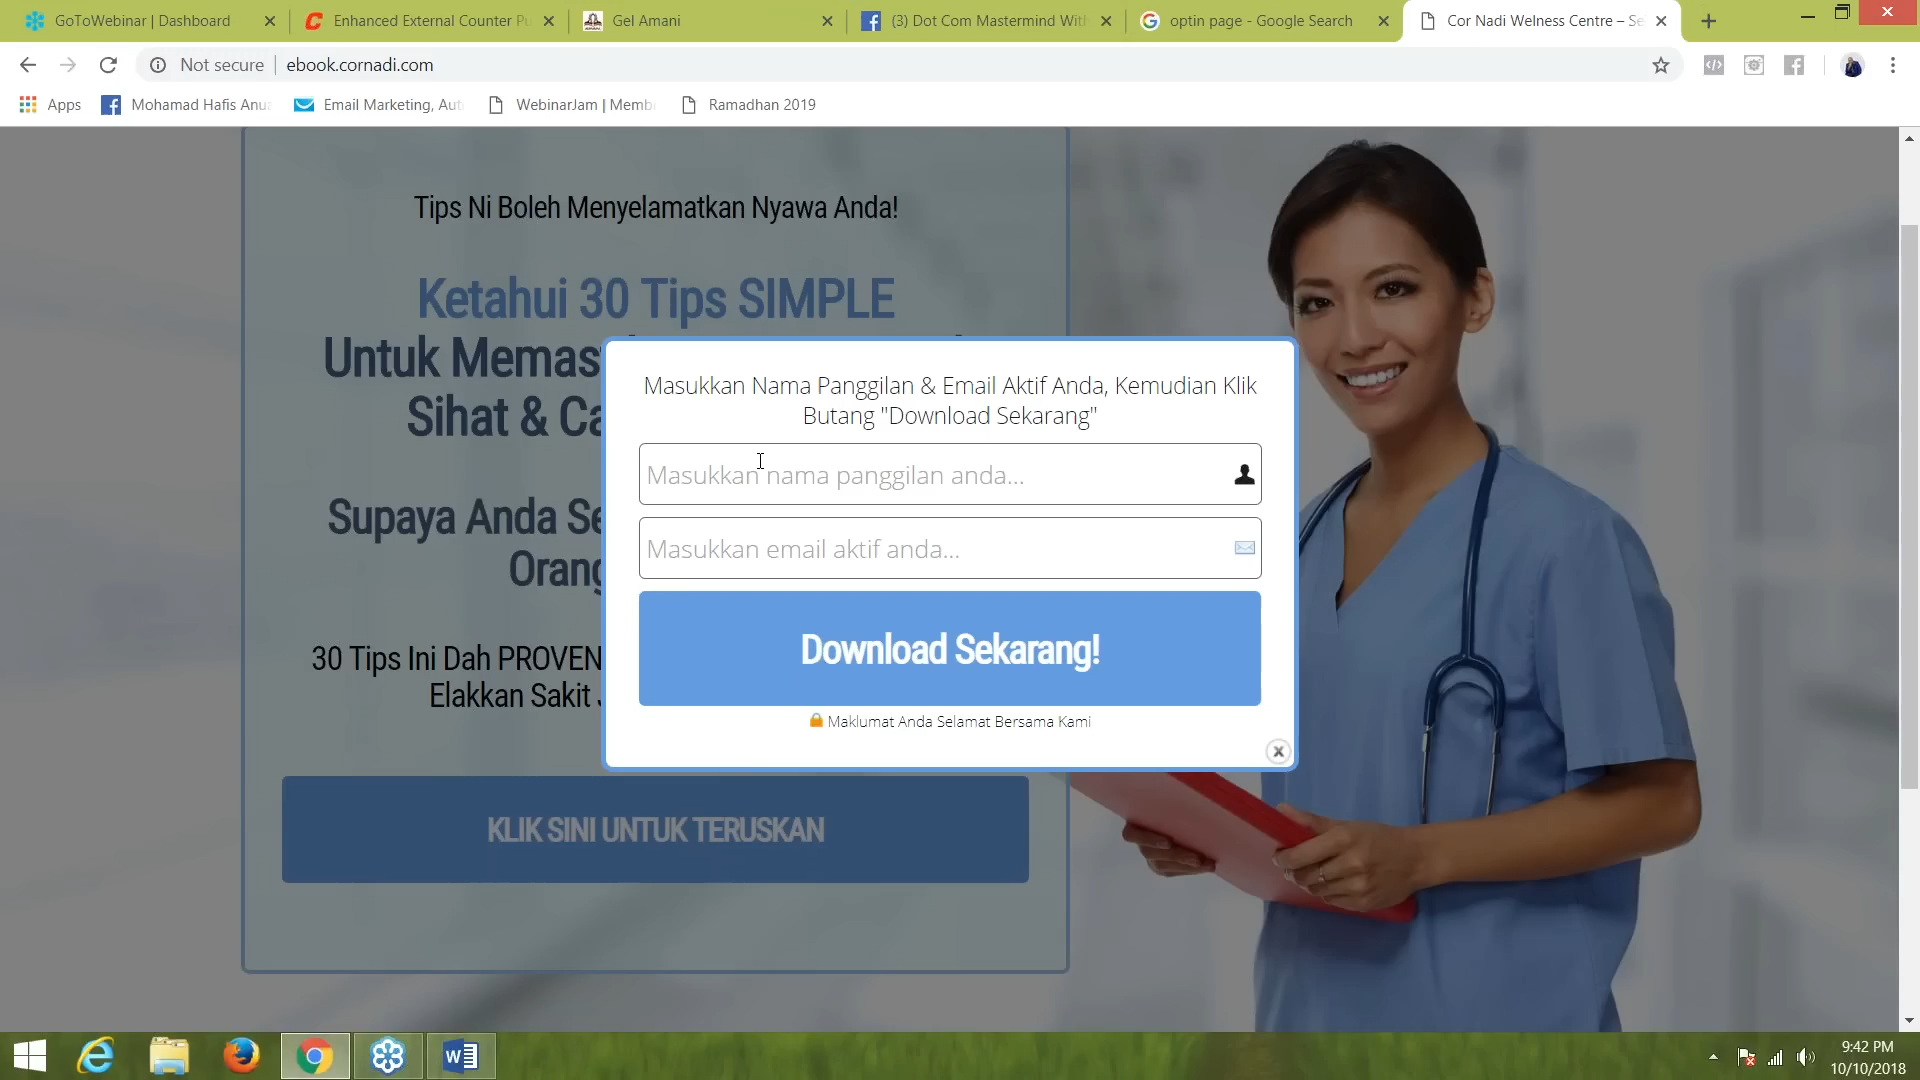 GoToWebinar | Dashboard
Enhanced External Counter Pu
Gel Amani
(3) Dot Com Mastermind With
optin page - Google Search
Cor Nadi Welness Centre – Se
Not secure
ebook.cornadi.com
Apps
Mohamad Hafis Anua
Email Marketing, Aut
WebinarJam | Memb
Ramadhan 2019
Tips Ni Boleh Menyelamatkan Nyawa Anda!
Ketahui 30 Tips SIMPLE
Untuk Memas
Sihat & Ca
Supaya Anda Se
Orang
30 Tips Ini Dah PROVEN
Elakkan Sakit
KLIK SINI UNTUK TERUSKAN
Masukkan Nama Panggilan & Email Aktif Anda, Kemudian Klik
Butang "Download Sekarang"
Masukkan nama panggilan anda...
Masukkan email aktif anda...
Download Sekarang!
Maklumat Anda Selamat Bersama Kami
9:42 PM
10/10/2018